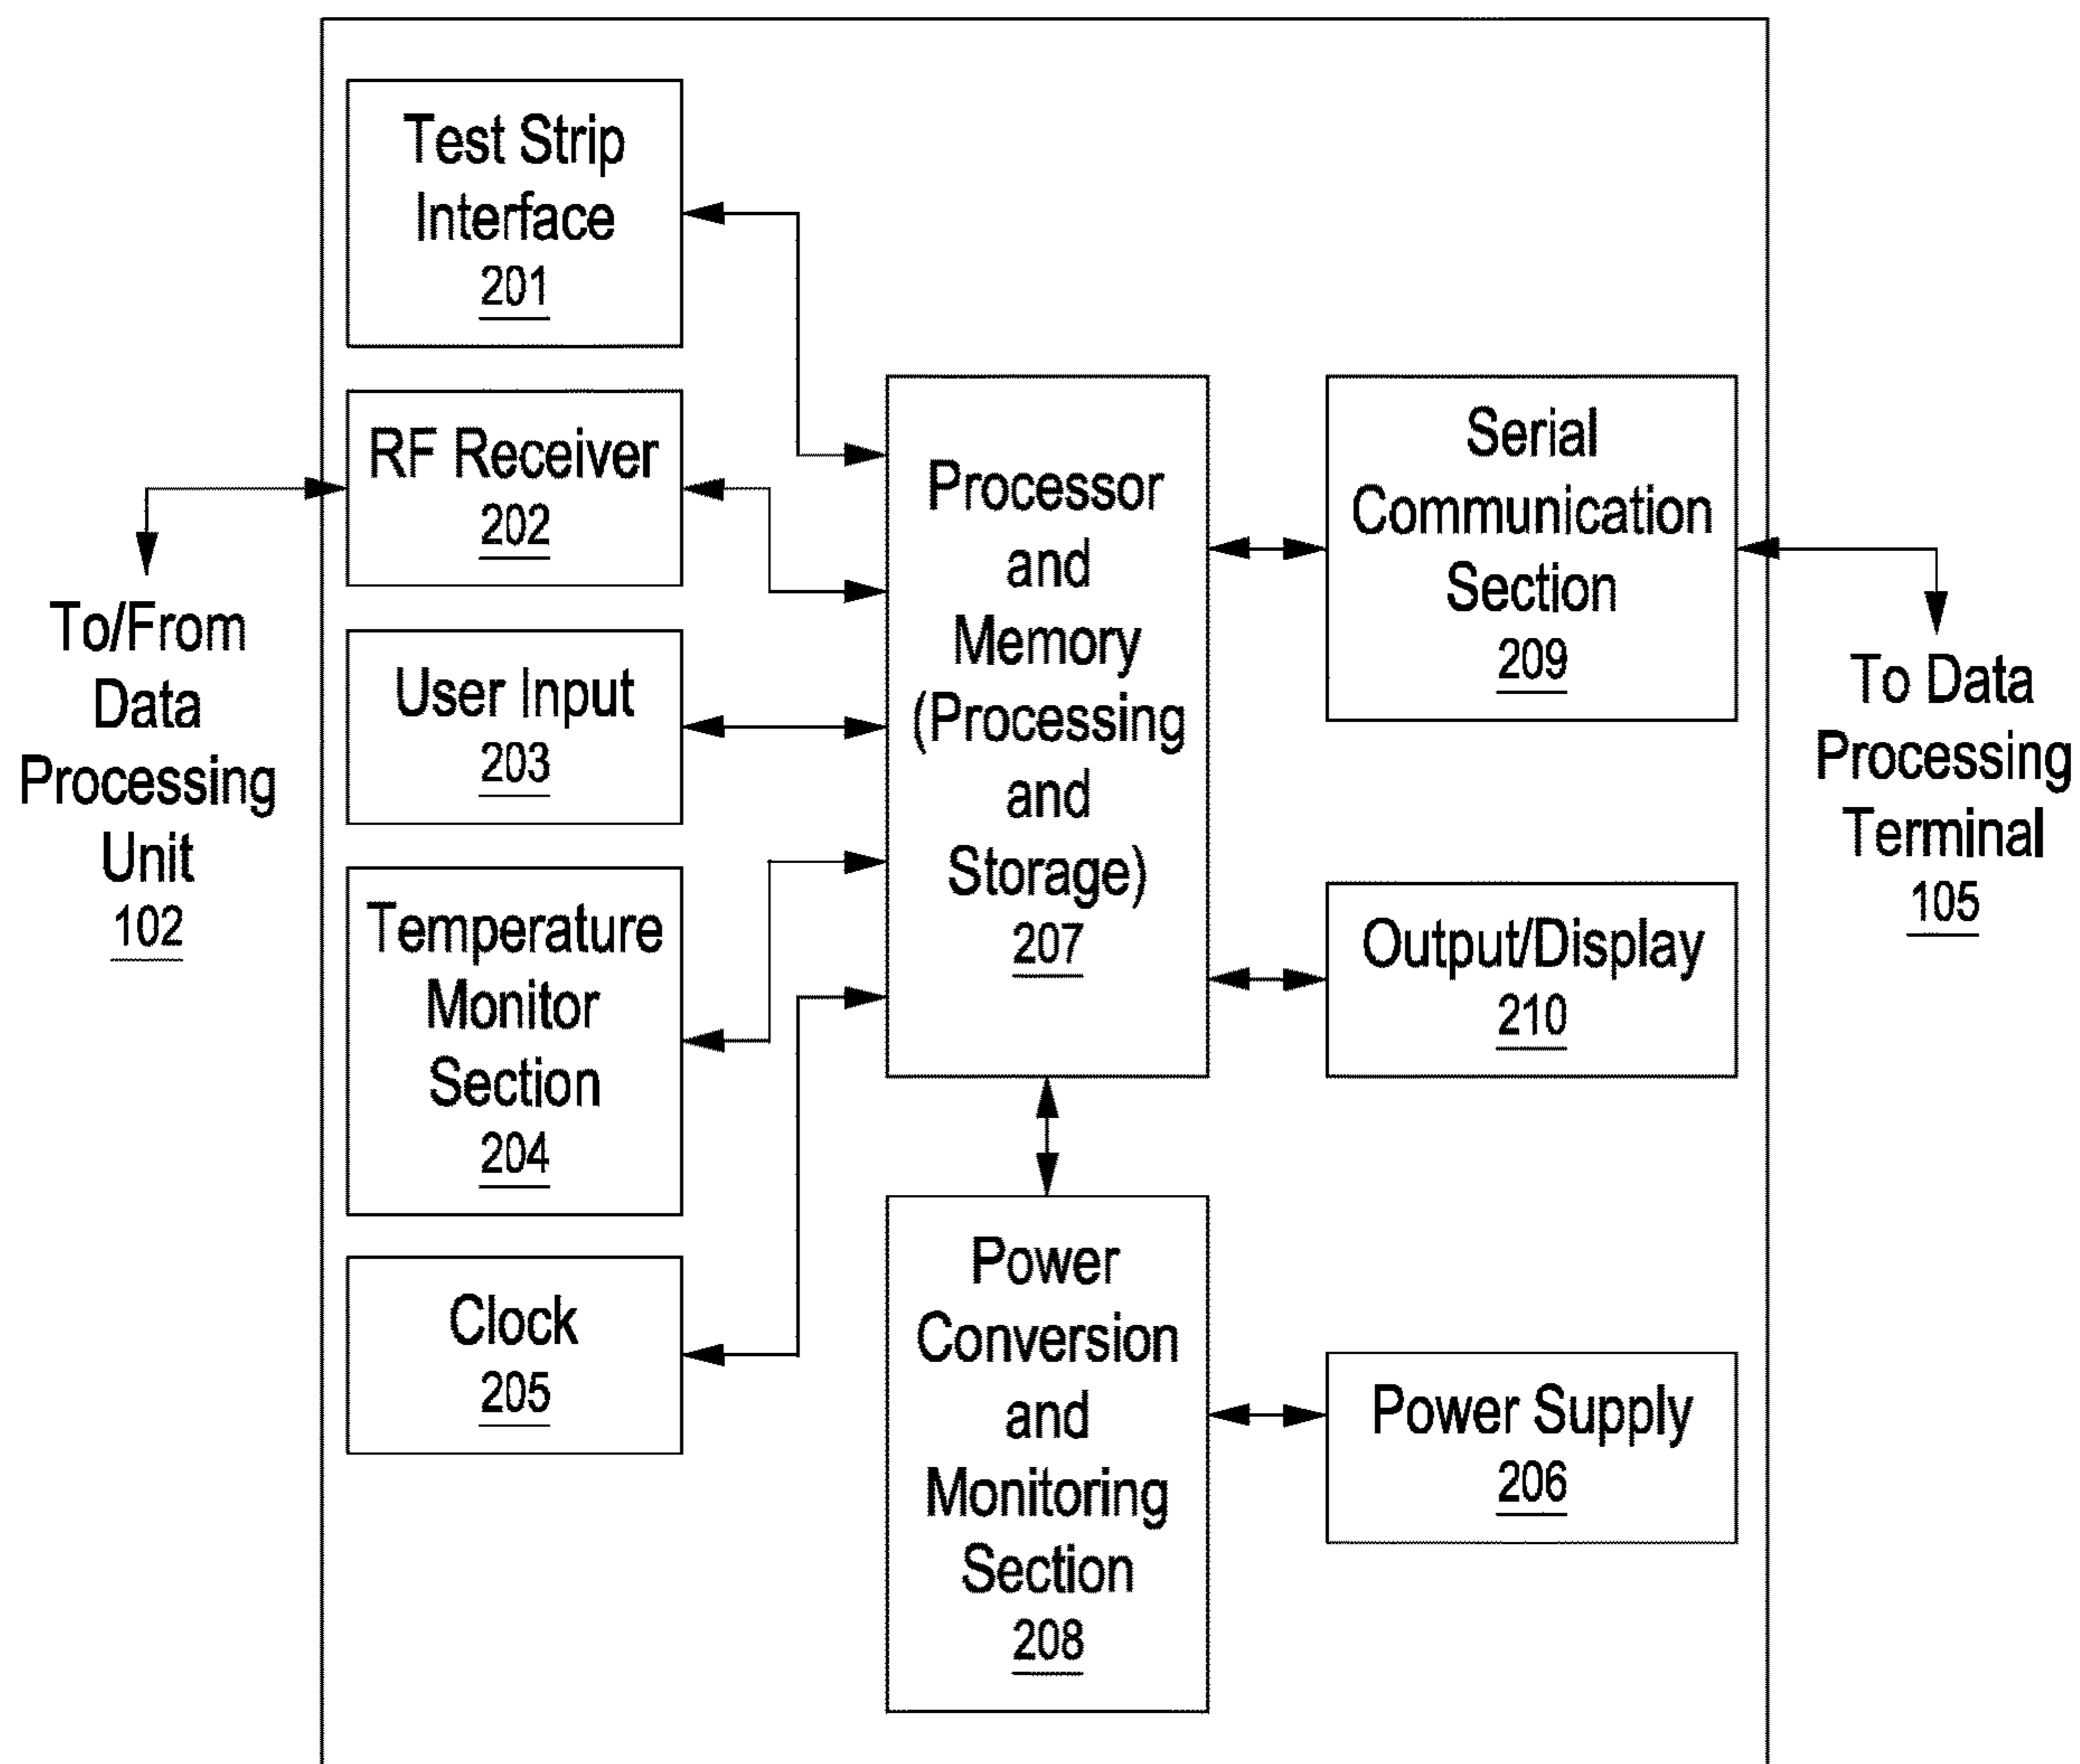 Test Strip
Interface
201
RF Receiver
202
User Input
203
Temperature
Monitor
Section
204
Clock
205
To/From
Data
Processing
Unit
102
Processor
and
Memory
(Processing
and
Storage)
207
Power
Conversion
and
Monitoring
Section
208
Serial
Communication
Section
209
Output/Display
210
Power Supply
206
To Data
Processing
Terminal
105